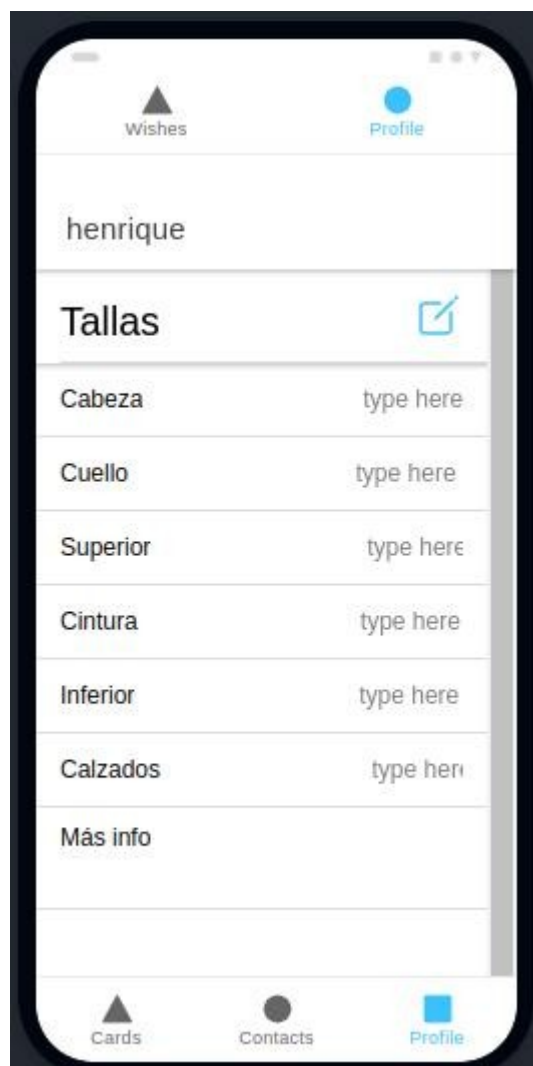 Wishes Profile
henrique
Tallas
Cabeza type here
Cuello type here
Superior type here
Cintura type here
Inferior type here
Calzados type here
Más info
Cards Contacts Profile